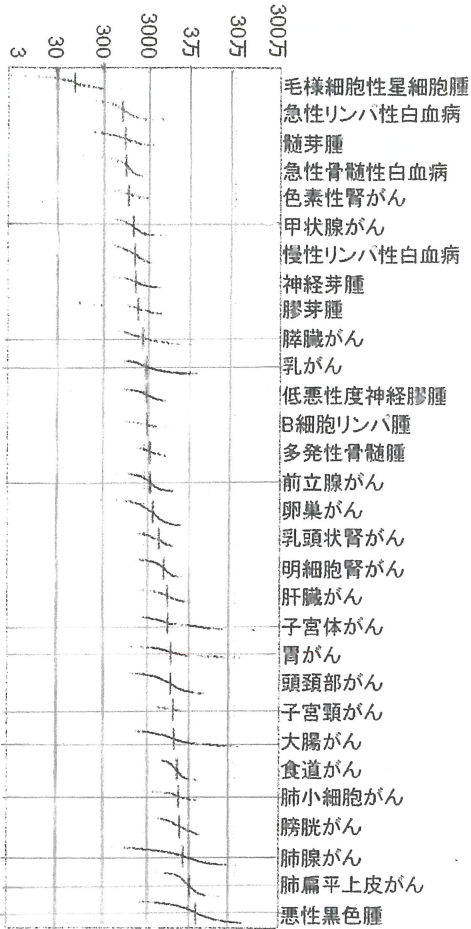 3
30
300
3000
3万
30万
300万
毛様細胞性星細胞腫
急性リンパ性白血病
髄芽腫
急性骨髄性白血病
色素性腎がん
甲状腺がん
慢性リンパ性白血病
神経芽腫
膠芽腫
膵臓がん
乳がん
低悪性度神経膠腫
B細胞リンパ腫
多発性骨髄腫
前立腺がん
卵巣がん
乳頭状腎がん
明細胞腎がん
肝臓がん
子宮体がん
胃がん
頭頚部がん
子宮頸がん
大腸がん
食道がん
肺小細胞がん
膀胱がん
肺腺がん
肺扁平上皮がん
悪性黒色腫